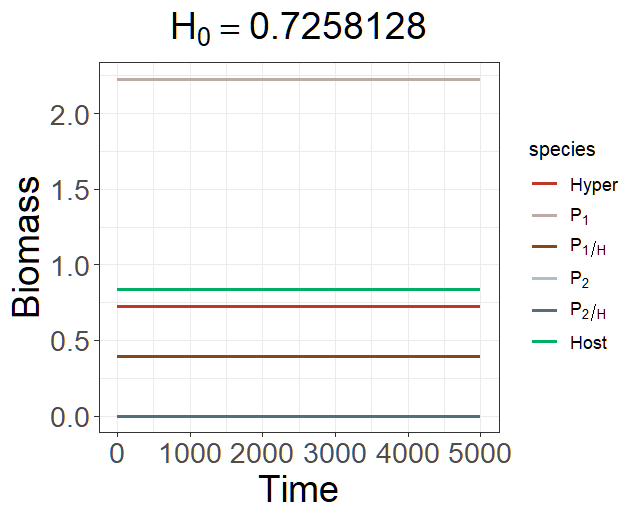 H₀ = 0.7258128
Biomass
2.0
1.5
1.0
0.5
0.0
0 1000 2000 3000 4000 5000
Time
species
Hyper
P₁
P₁/H
P₂
P₂/H
Host